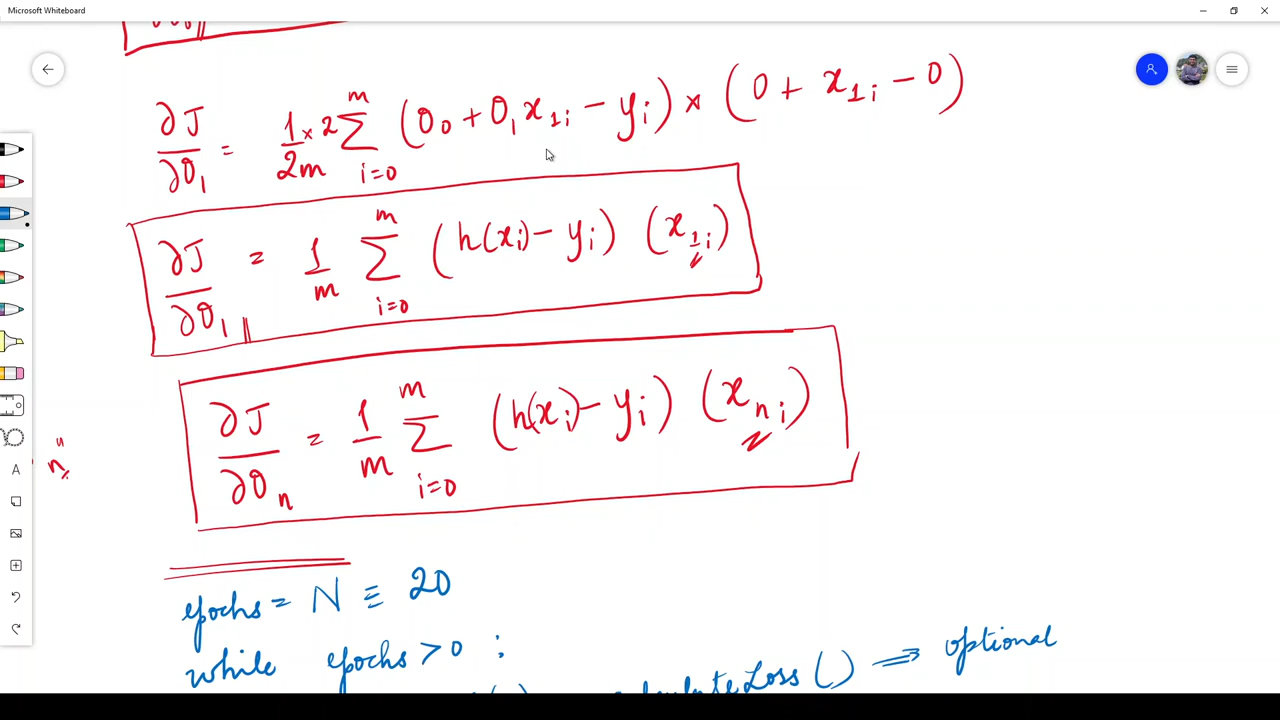 Microsoft Whiteboard
∂J/∂θ₁ = 1/2m × 2 Σ_{i=0}^{m} (θ₀ + θ₁x₁ᵢ − yᵢ) × (0 + x₁ᵢ − 0)
∂J/∂θ₁ = 1/m Σ_{i=0}^{m} (h(xᵢ) − yᵢ) (x₁ᵢ)
∂J/∂θₙ = 1/m Σ_{i=0}^{m} (h(xᵢ) − yᵢ) (xₙᵢ)
"n
A
epochs = N ≡ 20
while epochs > 0 :
calculateLoss () ⇒ optional